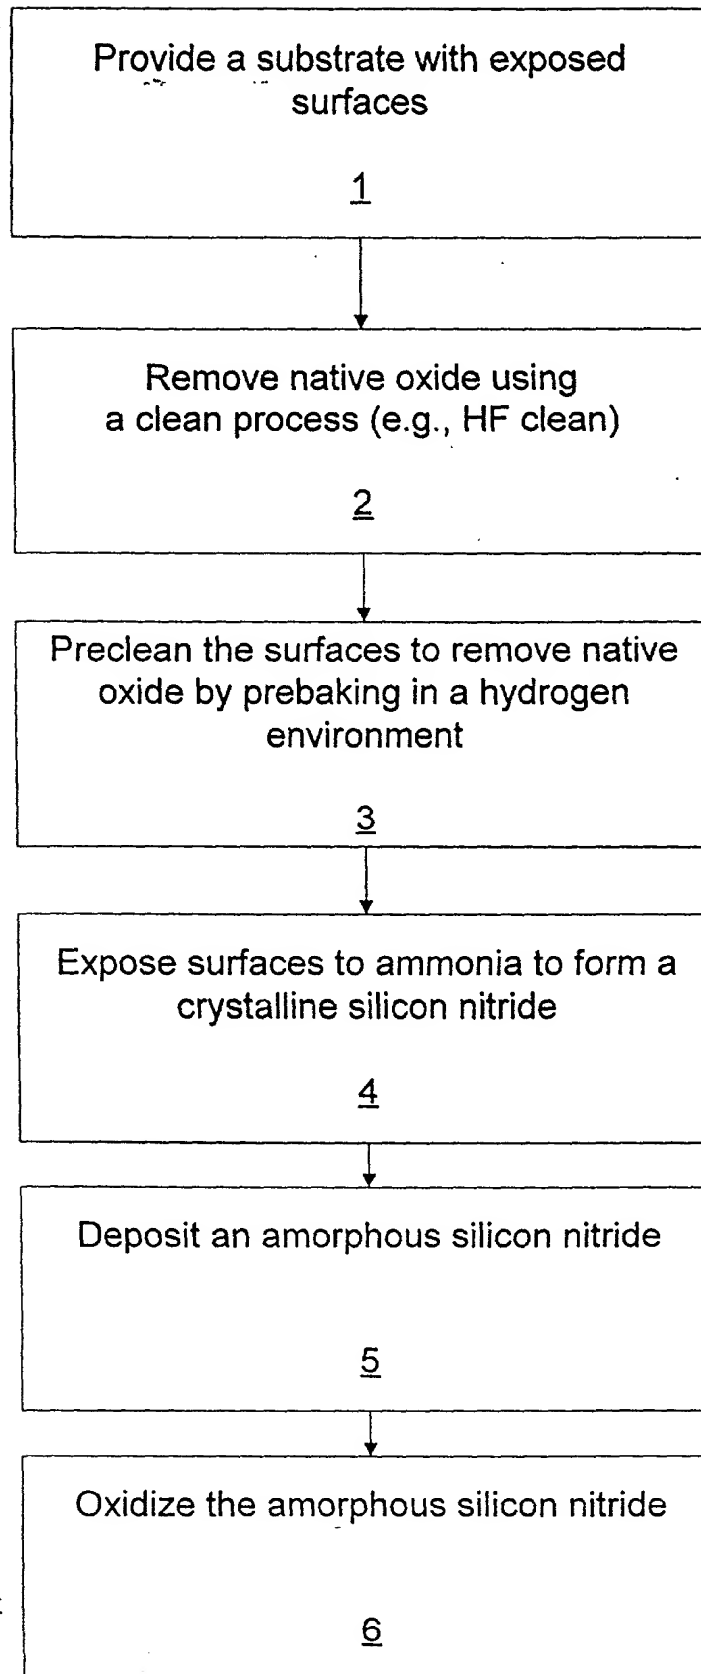 Provide a substrate with exposed
surfaces
1
Remove native oxide using
a clean process (e.g., HF clean)
2
Preclean the surfaces to remove native
oxide by prebaking in a hydrogen
environment
3
Expose surfaces to ammonia to form a
crystalline silicon nitride
4
Deposit an amorphous silicon nitride
5
Oxidize the amorphous silicon nitride
6